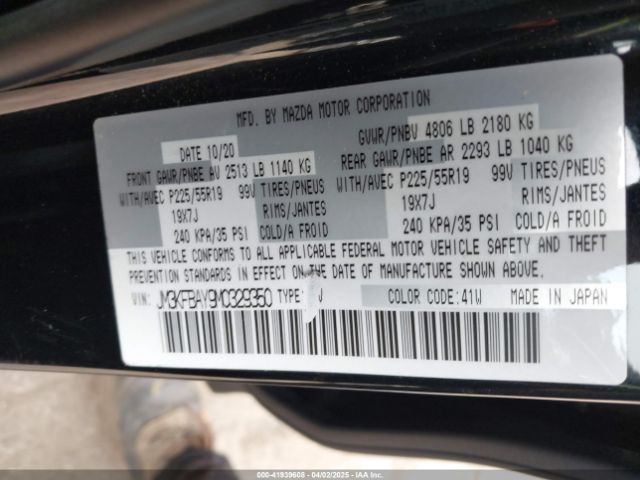 MFD. BY MAZDA MOTOR CORPORATION
DATE 10/20 GVWR/PNBV 4806 LB 2180 KG
FRONT GAWR/PNBE AV 2513 LB 1140 KG REAR GAWR/PNBE AR 2293 LB 1040 KG
WITH/AVEC P225/55R19 99V TIRES/PNEUS WITH/AVEC P225/55R19 99V TIRES/PNEUS
19X7J RIMS/JANTES 19X7J RIMS/JANTES
240 KPA/35 PSI COLD/A FROID 240 KPA/35 PSI COLD/A FROID
THIS VEHICLE CONFORMS TO ALL APPLICABLE FEDERAL MOTOR VEHICLE SAFETY AND THEFT
PREVENTION STANDARDS IN EFFECT ON THE DATE OF MANUFACTURE SHOWN ABOVE.
VIN: JM3KFBAY9M0329350 TYPE: COLOR CODE:41W MADE IN JAPAN
000-41939608 04/02/2025 © IAA Holdings, LLC